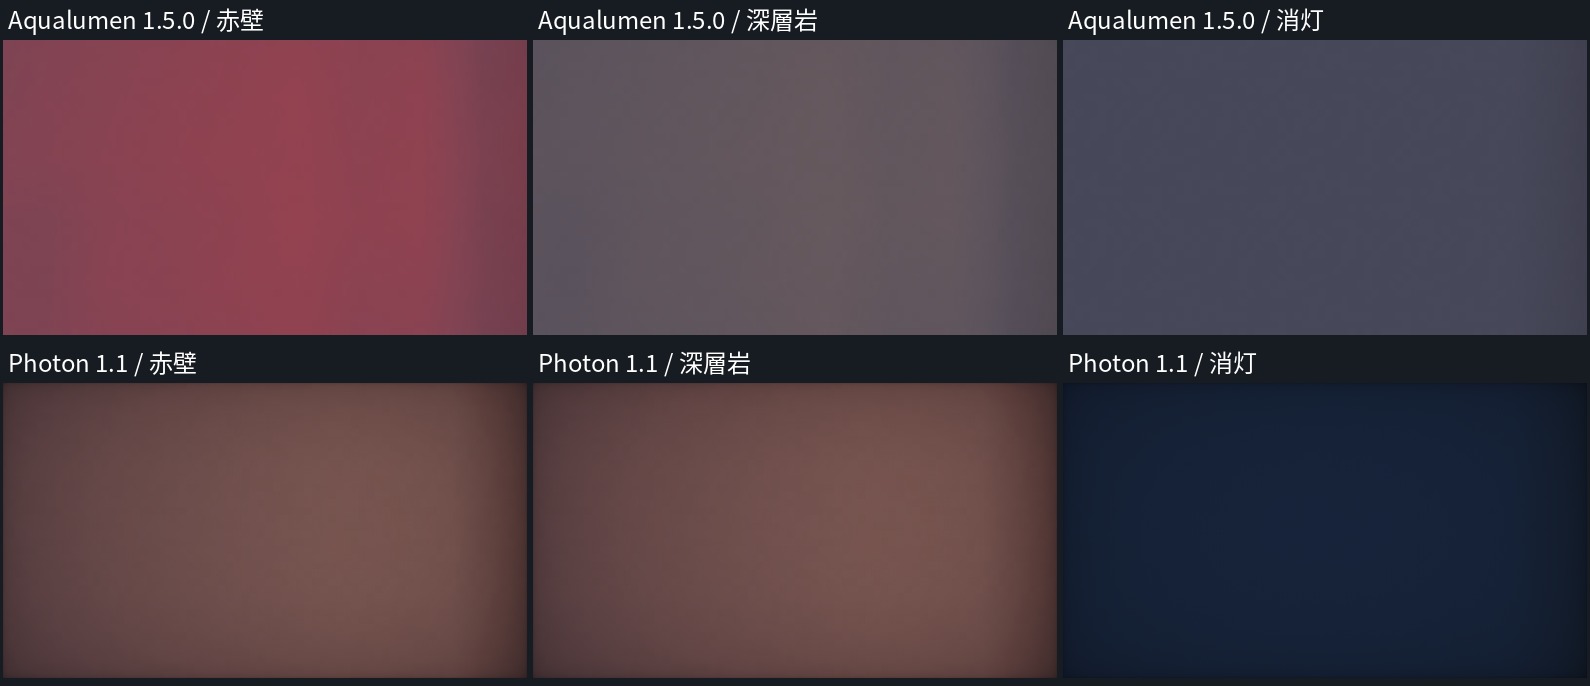 Aqualumen 1.5.0 / 赤壁
Aqualumen 1.5.0 / 深層岩
Aqualumen 1.5.0 / 消灯
Photon 1.1 / 赤壁
Photon 1.1 / 深層岩
Photon 1.1 / 消灯